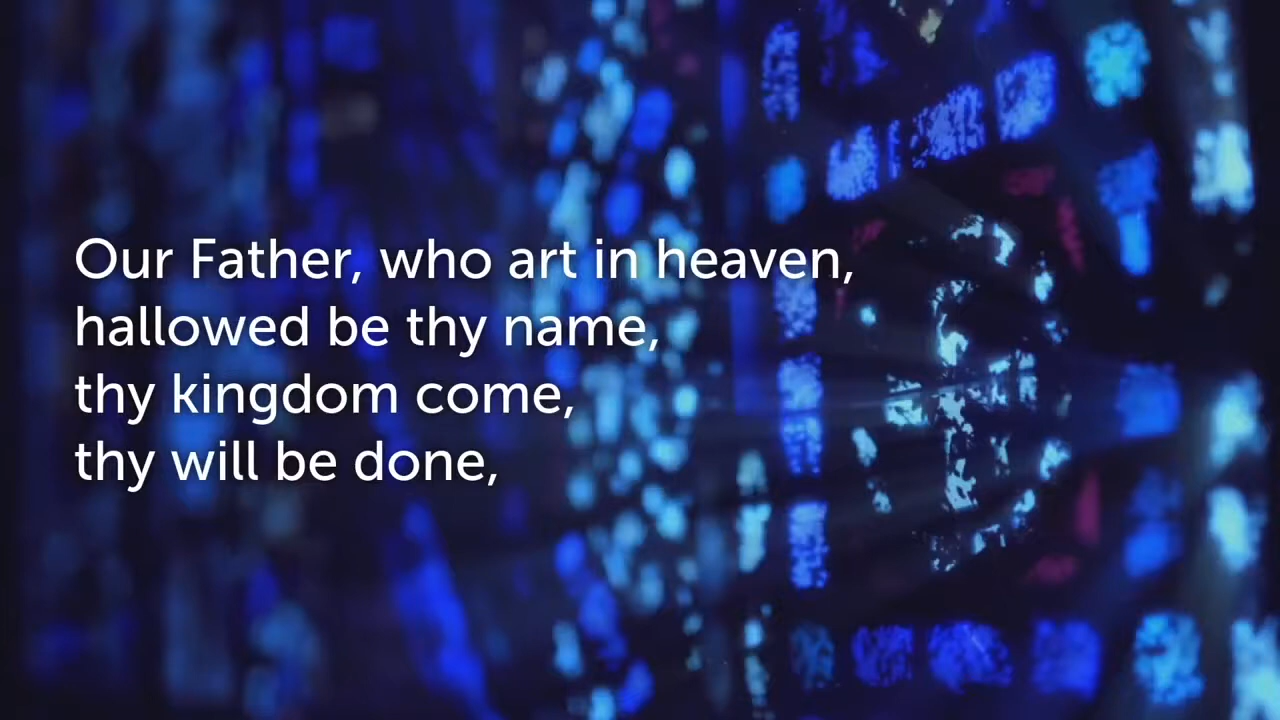 Our Father, who art in heaven,
hallowed be thy name,
thy kingdom come,
thy will be done,